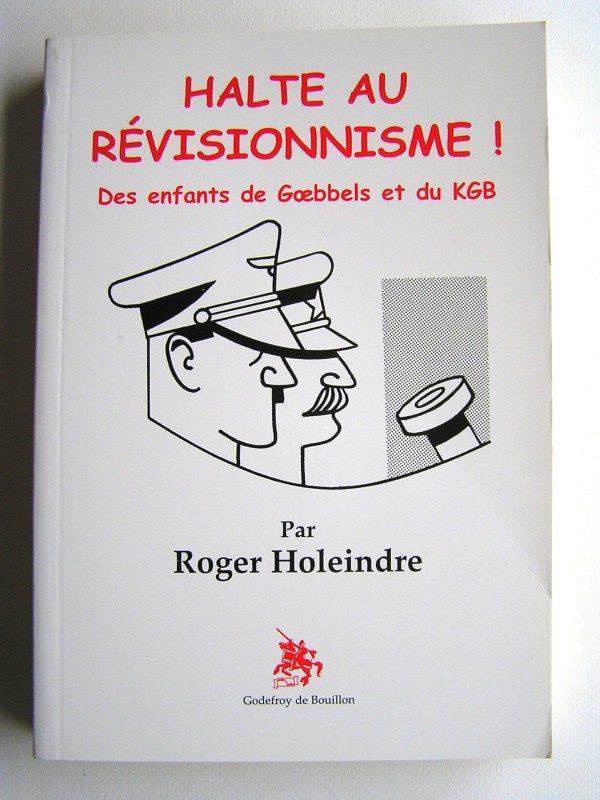 HALTE AU
RÉVISIONNISME !
Des enfants de Gœbbels et du KGB
Par
Roger Holeindre
Godefroy de Bouillon